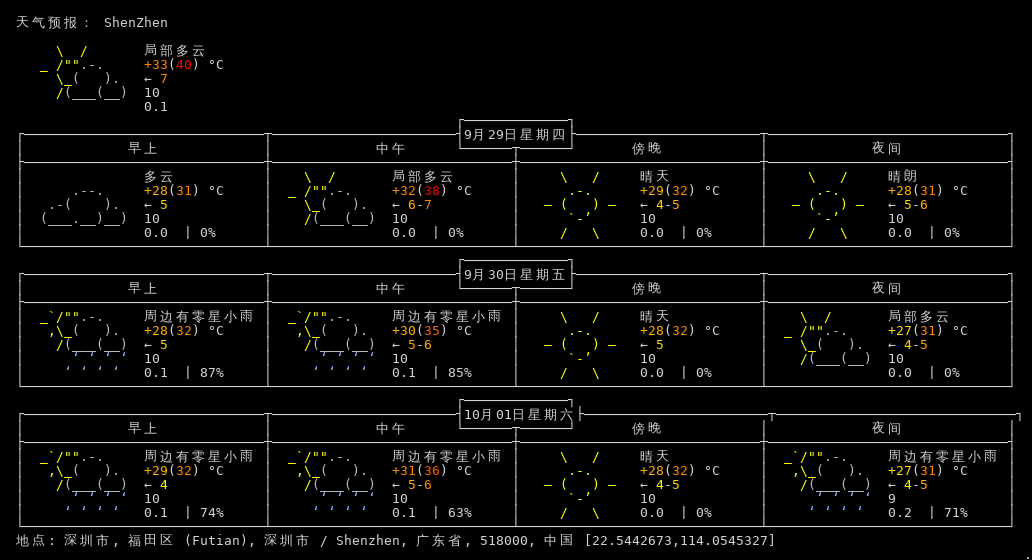 天气预报： ShenZhen
局部多云
+33(40) °C
← 7
10
0.1
9月29日星期四
早上 中午 傍晚 夜间
多云 局部多云 晴天 晴朗
+28(31) °C +32(38) °C +29(32) °C +28(31) °C
← 5 ← 6-7 ← 4-5 ← 5-6
10 10 10 10
0.0 | 0% 0.0 | 0% 0.0 | 0% 0.0 | 0%
9月30日星期五
早上 中午 傍晚 夜间
周边有零星小雨 周边有零星小雨 晴天 局部多云
+28(32) °C +30(35) °C +28(32) °C +27(31) °C
← 5 ← 5-6 ← 5 ← 4-5
10 10 10 10
0.1 | 87% 0.1 | 85% 0.0 | 0% 0.0 | 0%
10月01日星期六
早上 中午 傍晚 夜间
周边有零星小雨 周边有零星小雨 晴天 周边有零星小雨
+29(32) °C +31(36) °C +28(32) °C +27(31) °C
← 4 ← 5-6 ← 4-5 ← 4-5
10 10 10 9
0.1 | 74% 0.1 | 63% 0.0 | 0% 0.2 | 71%
地点: 深圳市, 福田区 (Futian), 深圳市 / Shenzhen, 广东省, 518000, 中国 [22.5442673,114.0545327]